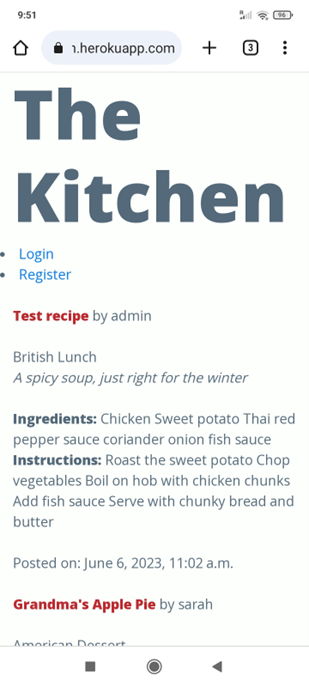 9:51
96
1.herokuapp.com
3
The
Kitchen
Login
Register
Test recipe by admin
British Lunch
A spicy soup, just right for the winter
Ingredients: Chicken Sweet potato Thai red
pepper sauce coriander onion fish sauce
Instructions: Roast the sweet potato Chop
vegetables Boil on hob with chicken chunks
Add fish sauce Serve with chunky bread and
butter
Posted on: June 6, 2023, 11:02 a.m.
Grandma's Apple Pie by sarah
American Dessert